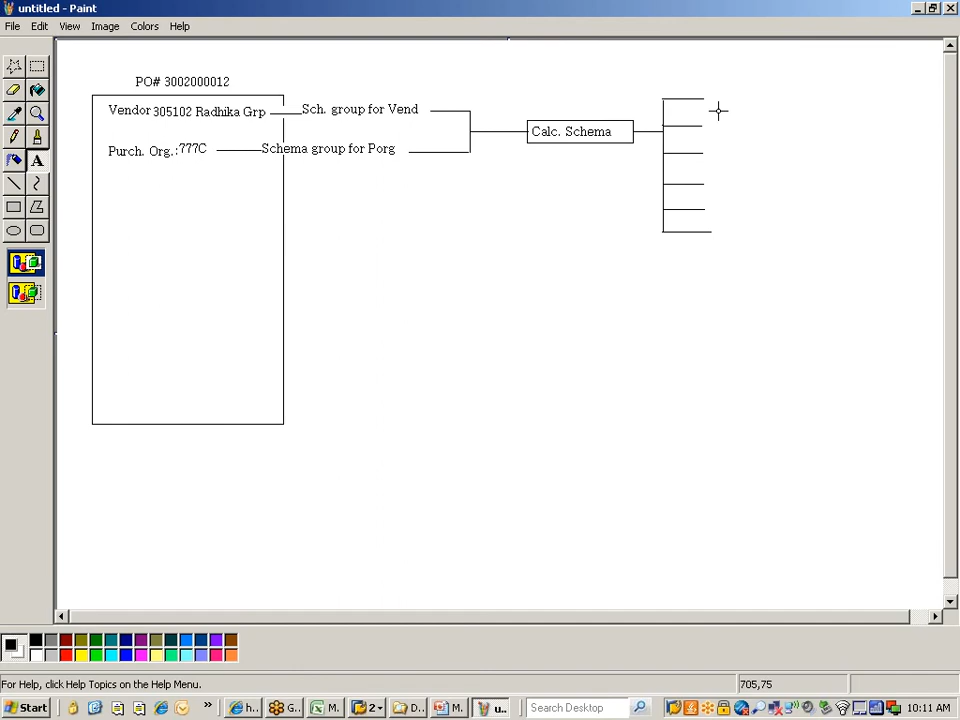 untitled - Paint
File Edit View Image Colors Help
PO# 3002000012
Vendor 305102 Radhika Grp
Sch. group for Vend
Calc. Schema
Purch. Org.:777C
Schema group for Porg
A
For Help, click Help Topics on the Help Menu.
705,75
Start
»
h..
G..
M.
2
D..
M.
u..
Search Desktop
»
10:11 AM